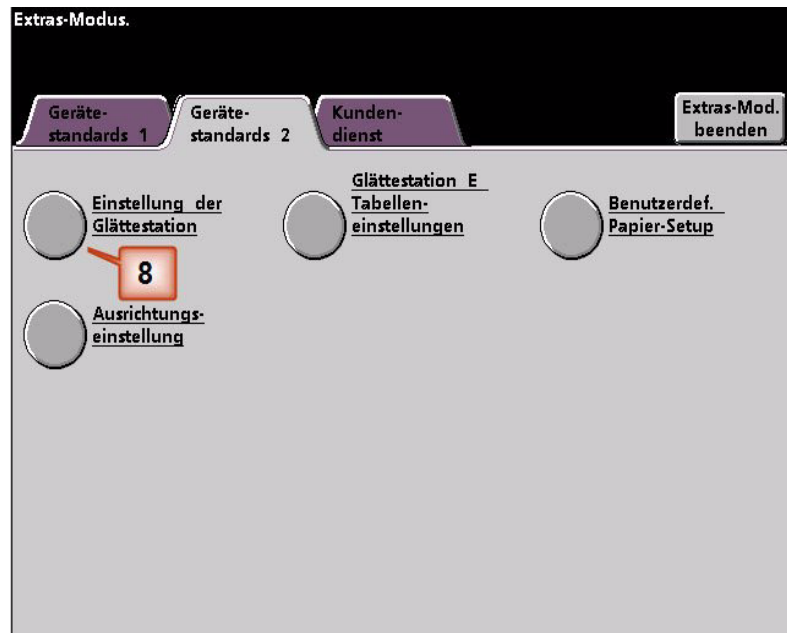 Extras-Modus.
Geräte-
standards 1
Geräte-
standards 2
Kunden-
dienst
Extras-Mod.
beenden
Einstellung der
Glättestation
8
Glättestation E
Tabellen-
einstellungen
Benutzerdef.
Papier-Setup
Ausrichtungs-
einstellung